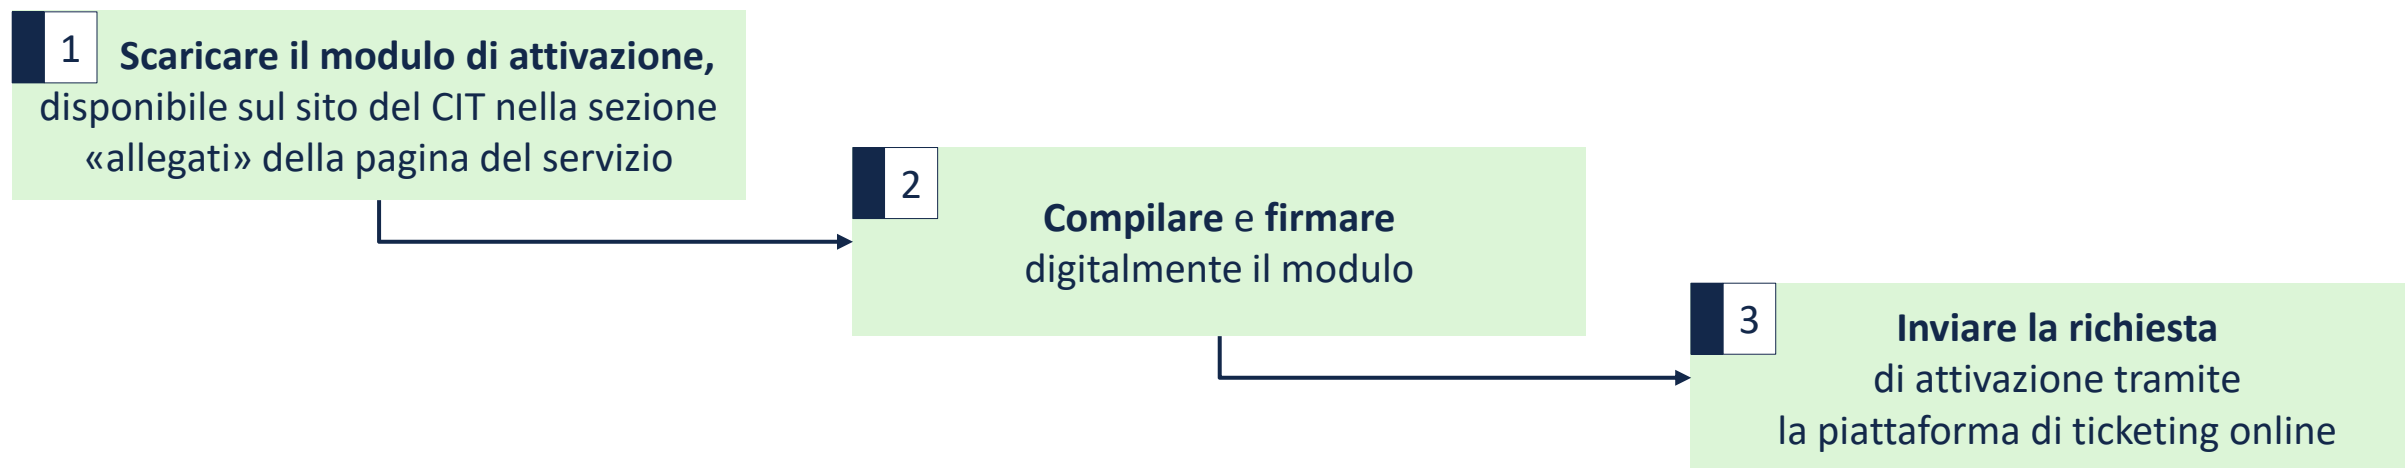 1
Scaricare il modulo di attivazione,
disponibile sul sito del CIT nella sezione
«allegati» della pagina del servizio
2
Compilare e firmare
digitalmente il modulo
3
Inviare la richiesta
di attivazione tramite
la piattaforma di ticketing online